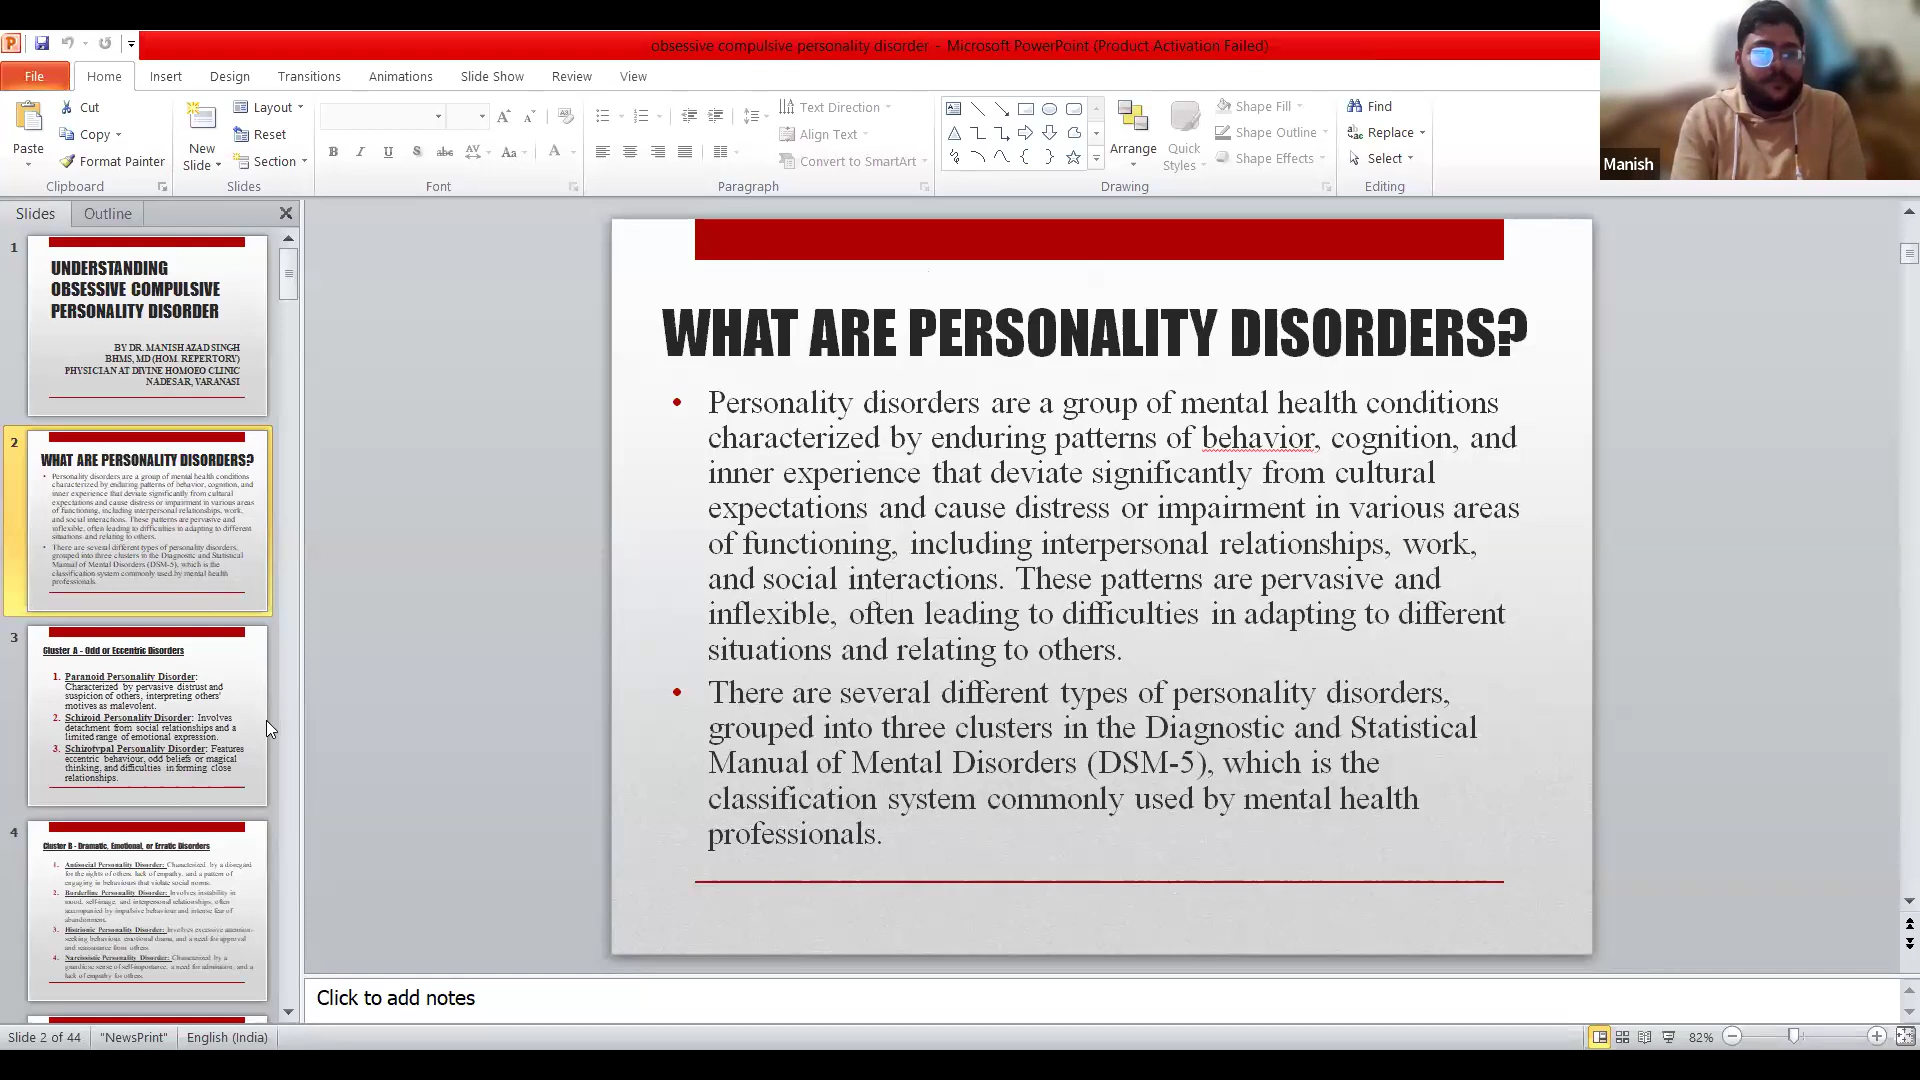 obsessive compulsive personality disorder - Microsoft PowerPoint (Product Activation Failed)
File Home Insert Design Transitions Animations Slide Show Review View
Manish
Paste
Cut
Copy
Format Painter
Clipboard
New
Slide
Layout
Reset
Section
Slides
Font
Text Direction
Align Text
Convert to SmartArt
Paragraph
Arrange
Quick
Styles
Shape Fill
Shape Outline
Shape Effects
Drawing
Find
Replace
Select
Editing
Slides Outline
1
UNDERSTANDING
OBSESSIVE COMPULSIVE
PERSONALITY DISORDER
BY DR. MANISH AZAD SINGH
BHMS, MD (HOM. REPERTORY)
PHYSICIAN AT DIVINE HOMOEO CLINIC
NADESAR, VARANASI
2
WHAT ARE PERSONALITY DISORDERS?
• Personality disorders are a group of mental health conditions
characterized by enduring patterns of behavior, cognition, and
inner experience that deviate significantly from cultural
expectations and cause distress or impairment in various areas
of functioning, including interpersonal relationships, work,
and social interactions. These patterns are pervasive and
inflexible, often leading to difficulties in adapting to different
situations and relating to others.
• There are several different types of personality disorders,
grouped into three clusters in the Diagnostic and Statistical
Manual of Mental Disorders (DSM-5), which is the
classification system commonly used by mental health
professionals.
3
Cluster A - Odd or Eccentric Disorders
1. Paranoid Personality Disorder:
Characterized by pervasive distrust and
suspicion of others, interpreting others'
motives as malevolent.
2. Schizoid Personality Disorder: Involves
detachment from social relationships and a
limited range of emotional expression.
3. Schizotypal Personality Disorder: Features
eccentric behaviour, odd beliefs or magical
thinking, and difficulties in forming close
relationships.
4
Cluster B - Dramatic, Emotional, or Erratic Disorders
1. Antisocial Personality Disorder: Characterized by a disregard
for the rights of others, lack of empathy, and a pattern of
engaging in behaviours that violate social norms.
2. Borderline Personality Disorder: Involves instability in
mood, self-image, and interpersonal relationships, often
accompanied by impulsive behaviour and intense fear of
abandonment.
3. Histrionic Personality Disorder: Involves excessive attention-
seeking behaviour, emotional drama, and a need for approval
and reassurance from others.
4. Narcissistic Personality Disorder: Characterized by a
grandiose sense of self-importance, a need for admiration, and a
lack of empathy for others.
WHAT ARE PERSONALITY DISORDERS?
• Personality disorders are a group of mental health conditions
characterized by enduring patterns of behavior, cognition, and
inner experience that deviate significantly from cultural
expectations and cause distress or impairment in various areas
of functioning, including interpersonal relationships, work,
and social interactions. These patterns are pervasive and
inflexible, often leading to difficulties in adapting to different
situations and relating to others.
• There are several different types of personality disorders,
grouped into three clusters in the Diagnostic and Statistical
Manual of Mental Disorders (DSM-5), which is the
classification system commonly used by mental health
professionals.
Click to add notes
Slide 2 of 44 "NewsPrint" English (India)
82%